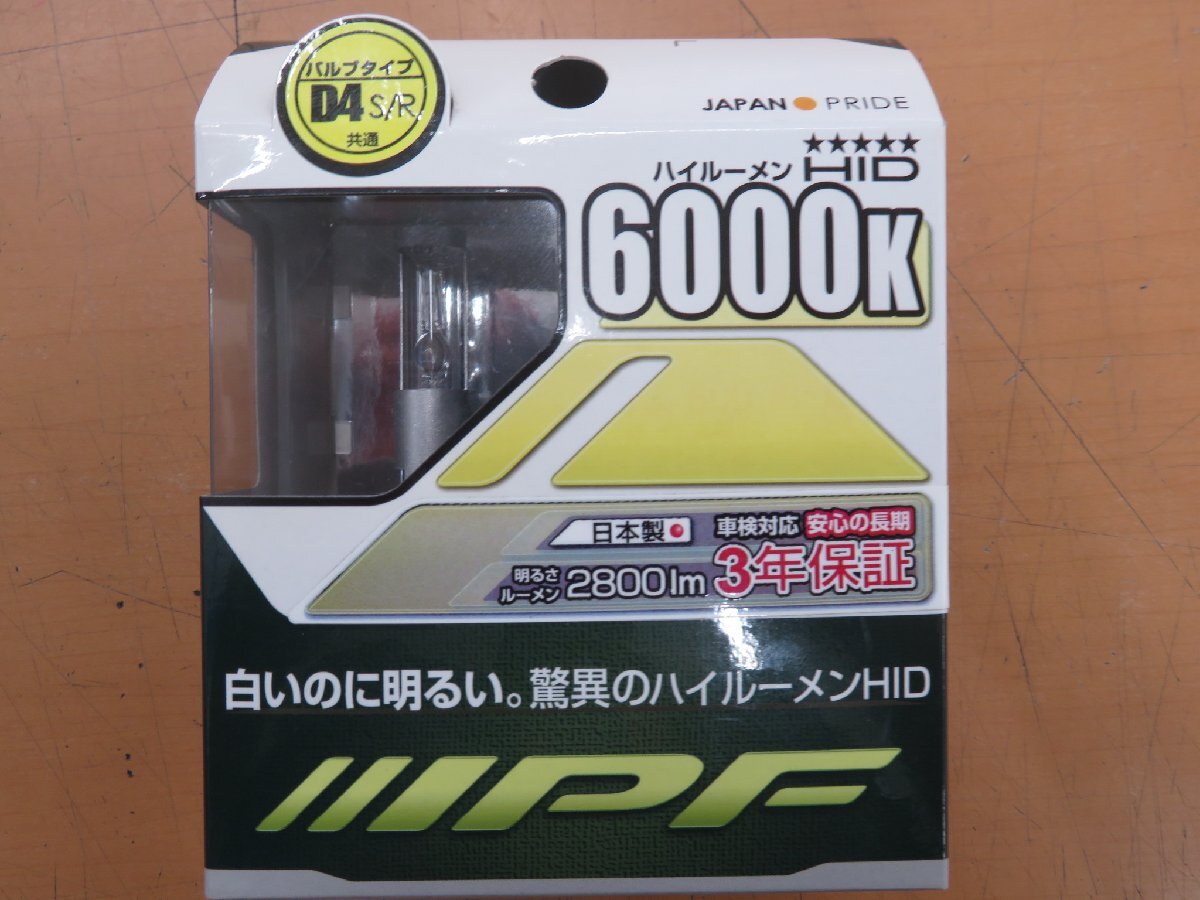 バルブタイプ
D4 S/R
共通
JAPAN PRIDE
★★★★★
ハイルーメン HID
6000K
日本製
車検対応 安心の長期
3年保証
明るさ
ルーメン 2800lm
白いのに明るい。驚異のハイルーメンHID
IPF